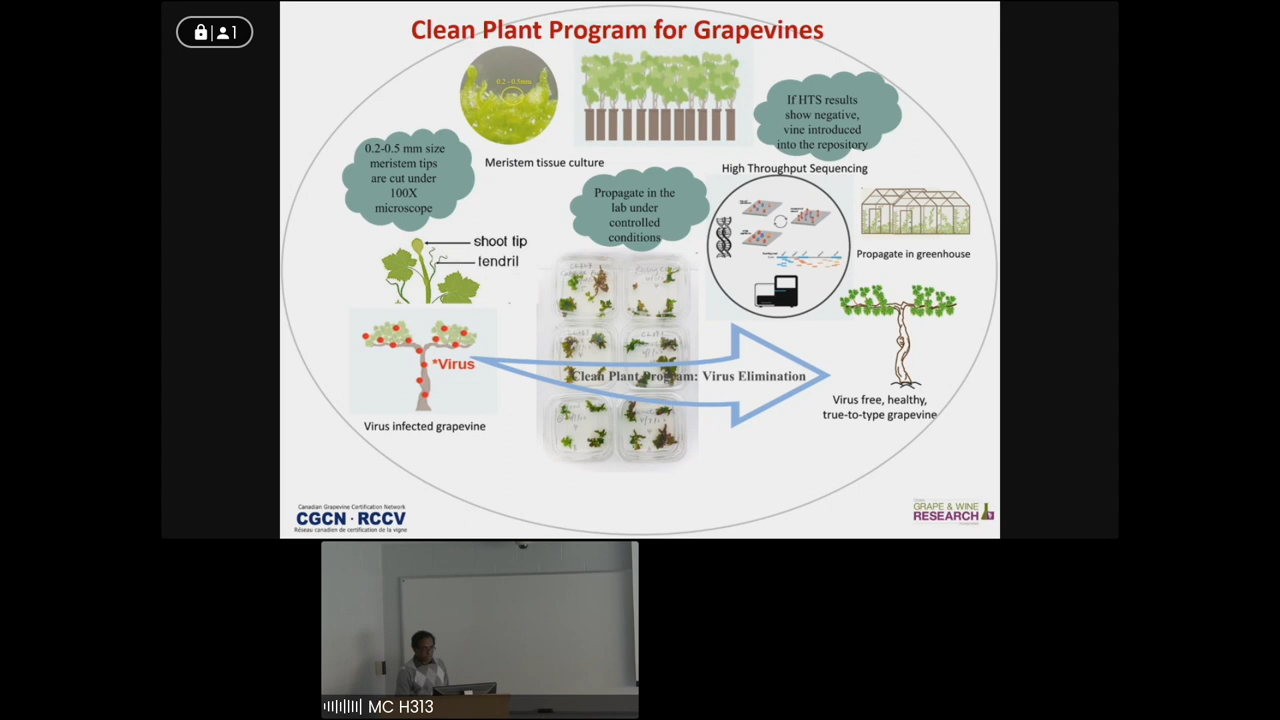 1
Clean Plant Program for Grapevines
0.2 - 0.5mm
If HTS results
show negative,
vine introduced
into the repository
0.2-0.5 mm size
meristem tips
are cut under
100X
microscope
Meristem tissue culture
High Throughput Sequencing
Propagate in the
lab under
controlled
conditions
shoot tip
tendril
Propagate in greenhouse
*Virus
Clean Plant Program: Virus Elimination
Virus free, healthy,
true-to-type grapevine
Virus infected grapevine
Canadian Grapevine Certification Network
CGCN · RCCV
Réseau canadien de certification de la vigne
GRAPE & WINE
RESEARCH
MC H313